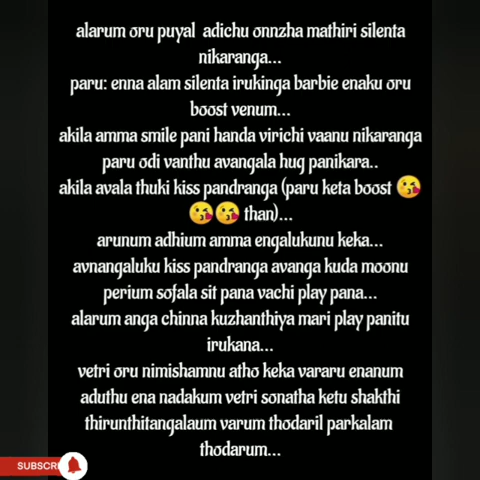 alarum oru puyal adichu onnzha mathiri silenta
nikaranga...
paru: enna alam silenta irukinga barbie enaku oru
boost venum...
akila amma smile pani handa virichi vaanu nikaranga
paru odi vanthu avangala hug panikara..
akila avala thuki kiss pandranga (paru keta boost 😘
😘😘 than)...
arunum adhium amma engalukunu keka...
avnangaluku kiss pandranga avanga kuda moonu
perium sofala sit pana vachi play pana...
alarum anga chinna kuzhanthiya mari play panitu
irukana...
vetri oru nimishamnu atho keka vararu enanum
aduthu ena nadakum vetri sonatha ketu shakthi
thirunthitangalaum varum thodaril parkalam
thodarum...
SUBSCRI